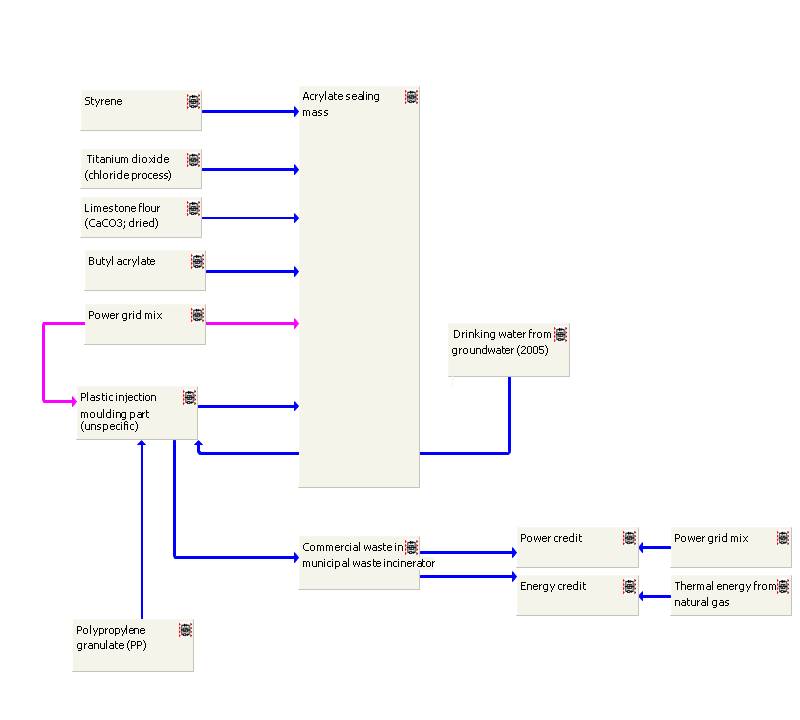 Styrene
Acrylate sealing
mass
Titanium dioxide
(chloride process)
Limestone flour
(CaCO3; dried)
Butyl acrylate
Power grid mix
Drinking water from
groundwater (2005)
Plastic injection
moulding part
(unspecific)
Commercial waste in
municipal waste incinerator
Power credit
Power grid mix
Energy credit
Thermal energy from
natural gas
Polypropylene
granulate (PP)